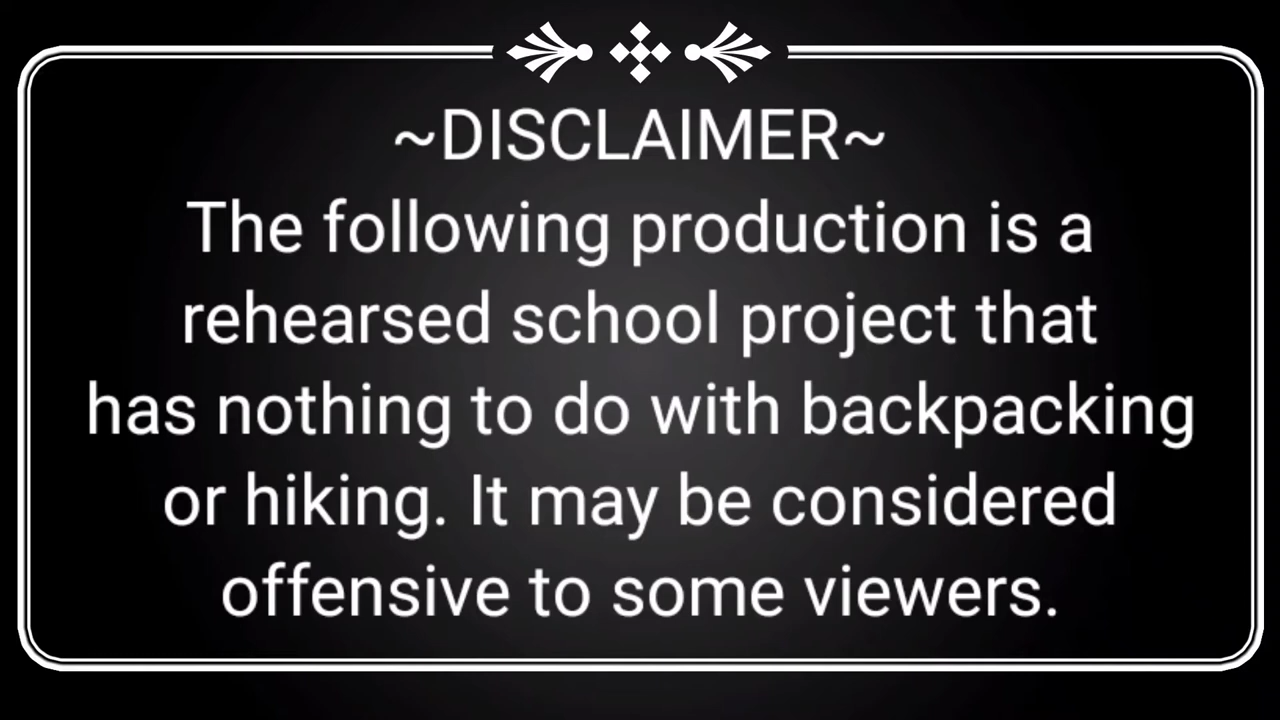 ~DISCLAIMER~
The following production is a
rehearsed school project that
has nothing to do with backpacking
or hiking. It may be considered
offensive to some viewers.